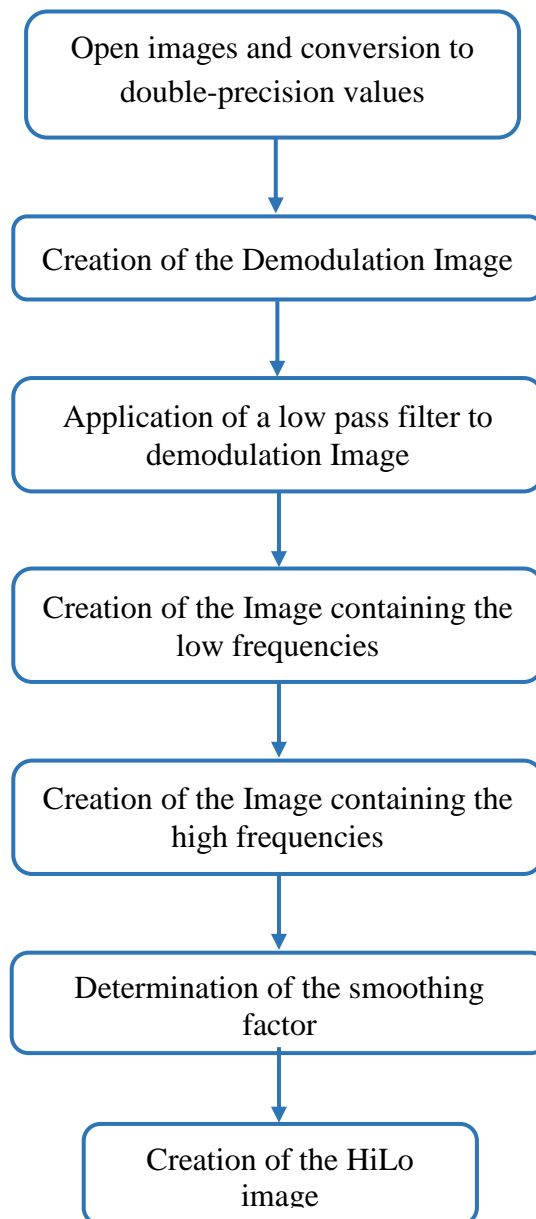 Open images and conversion to
double-precision values
Creation of the Demodulation Image
Application of a low pass filter to
demodulation Image
Creation of the Image containing the
low frequencies
Creation of the Image containing the
high frequencies
Determination of the smoothing
factor
Creation of the HiLo
image